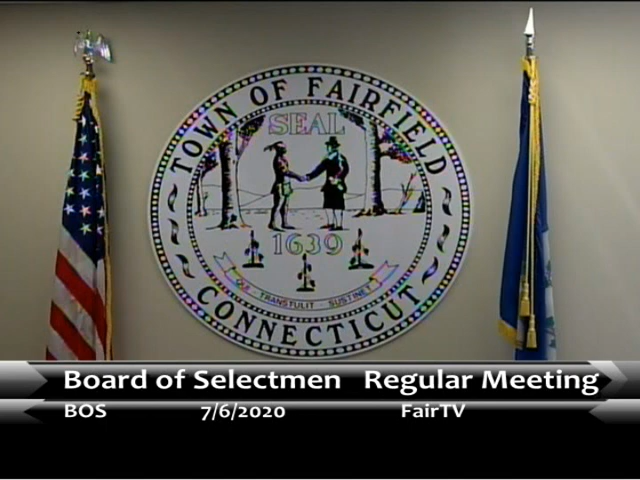 TOWN OF FAIRFIELD
SEAL
1639
QUI - TRANSTULIT - SUSTINET
CONNECTICUT
Board of Selectmen Regular Meeting
BOS 7/6/2020 FairTV